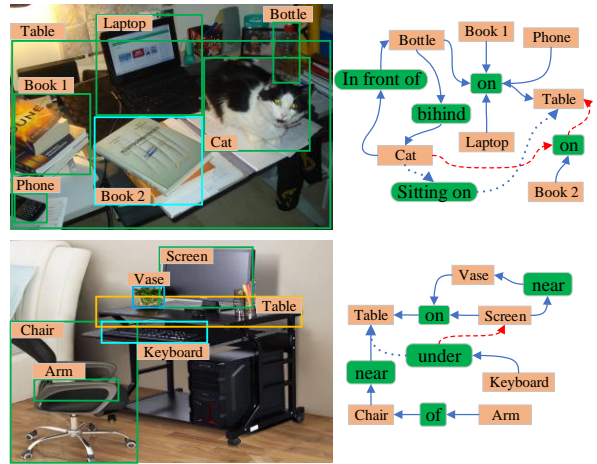 Table
Laptop
Bottle
Book 1
Cat
Phone
Book 2
Bottle
Book 1
Phone
In front of
on
Table
bihind
Cat
Laptop
on
Sitting on
Book 2
Screen
Vase
Table
Chair
Keyboard
Arm
Vase
near
Table
on
Screen
under
near
Keyboard
Chair
of
Arm